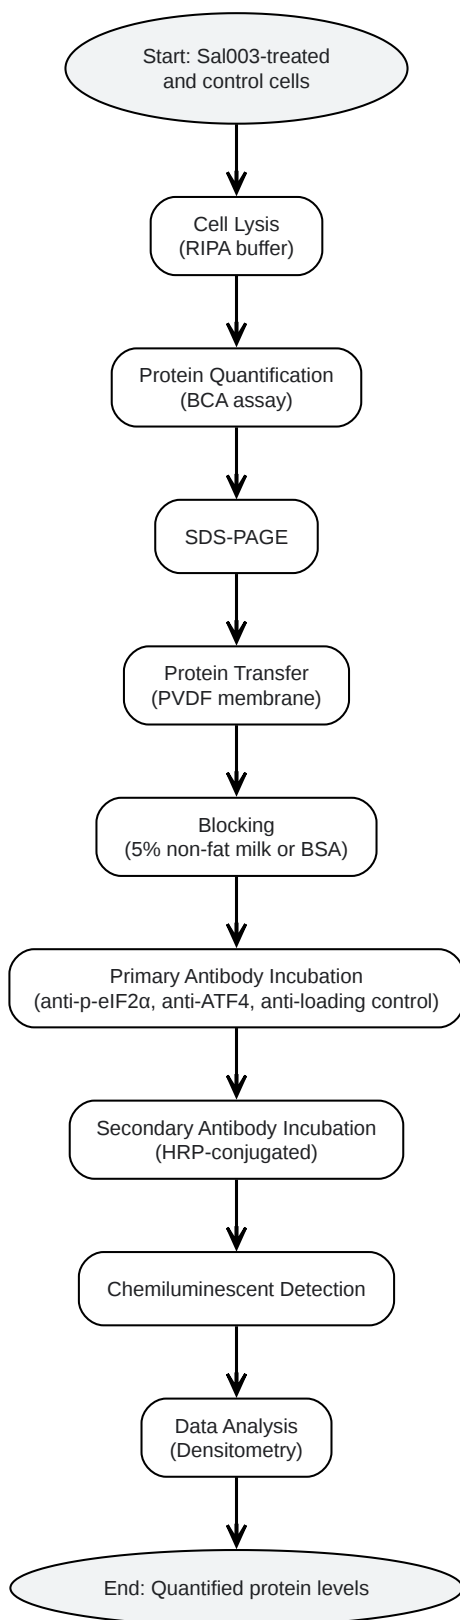 Start: Sal003-treated
and control cells
Cell Lysis
(RIPA buffer)
Protein Quantification
(BCA assay)
SDS-PAGE
Protein Transfer
(PVDF membrane)
Blocking
(5% non-fat milk or BSA)
Primary Antibody Incubation
(anti-p-eIF2α, anti-ATF4, anti-loading control)
Secondary Antibody Incubation
(HRP-conjugated)
Chemiluminescent Detection
Data Analysis
(Densitometry)
End: Quantified protein levels